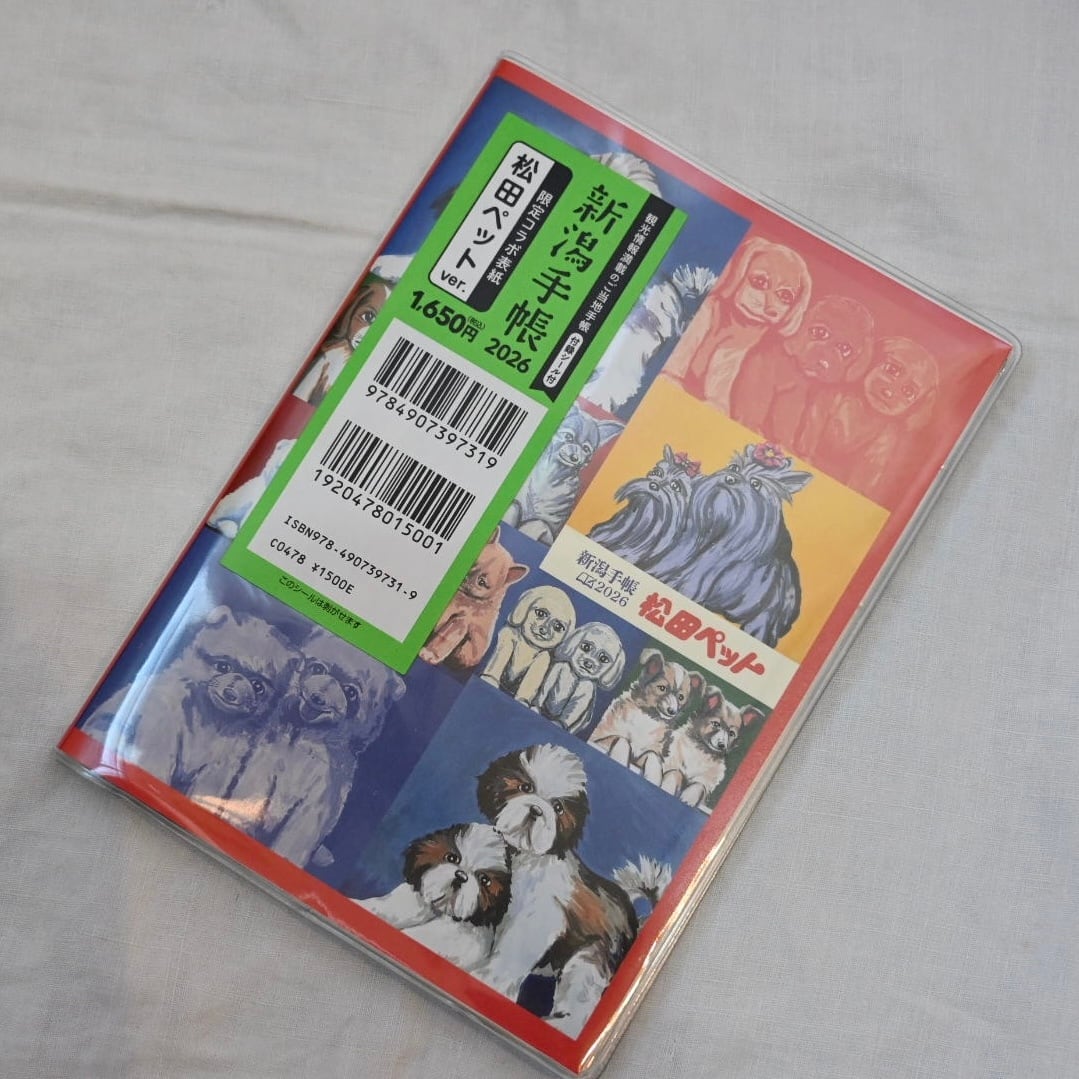 観光情報満載のご当地手帳 付録シール付
新潟手帳 2026
限定コラボ表紙
松田ペット ver.
1,650円(税込)
9784907397319
1920478015001
ISBN978-490739731-9
C0478 ¥1500E
このシールは剥がせます
新潟手帳
2026
松田ペット